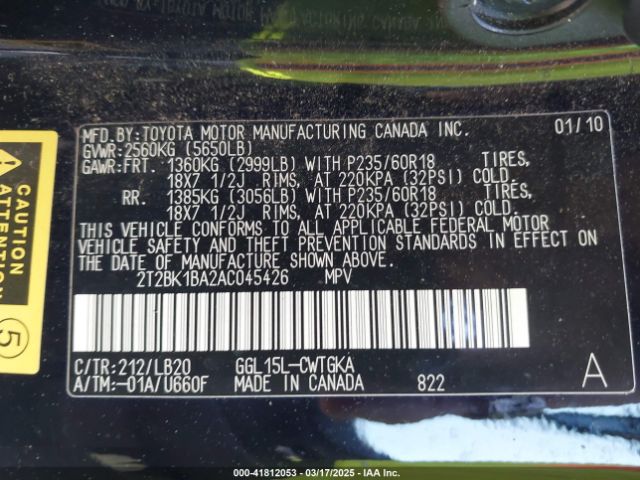 MFD. BY: TOYOTA MOTOR MANUFACTURING CANADA INC. 01/10
GVWR: 2560KG (5650LB)
GAWR: FRT. 1360KG (2999LB) WITH P235/60R18 TIRES,
18X7 1/2J RIMS, AT 220KPA (32PSI) COLD.
RR. 1385KG (3056LB) WITH P235/60R18 TIRES,
18X7 1/2J RIMS, AT 220KPA (32PSI) COLD.
THIS VEHICLE CONFORMS TO ALL APPLICABLE FEDERAL MOTOR
VEHICLE SAFETY AND THEFT PREVENTION STANDARDS IN EFFECT ON
THE DATE OF MANUFACTURE SHOWN ABOVE.
2T2BK1BA2AC045426 MPV
C/TR: 212/LB20 GGL15L-CWTGKA A
A/TM: -01A/U660F MADE IN CANADA 822
CAUTION
ATTENTION
5
000-41812053 - 03/17/2025 - IAA Inc.